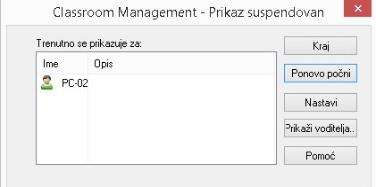 Classroom Management - Prikaz suspendovan
Trenutno se prikazuje za:
Ime Opis
PC-02
Kraj
Ponovo počni
Nastavi
Prikaži voditelja..
Pomoć